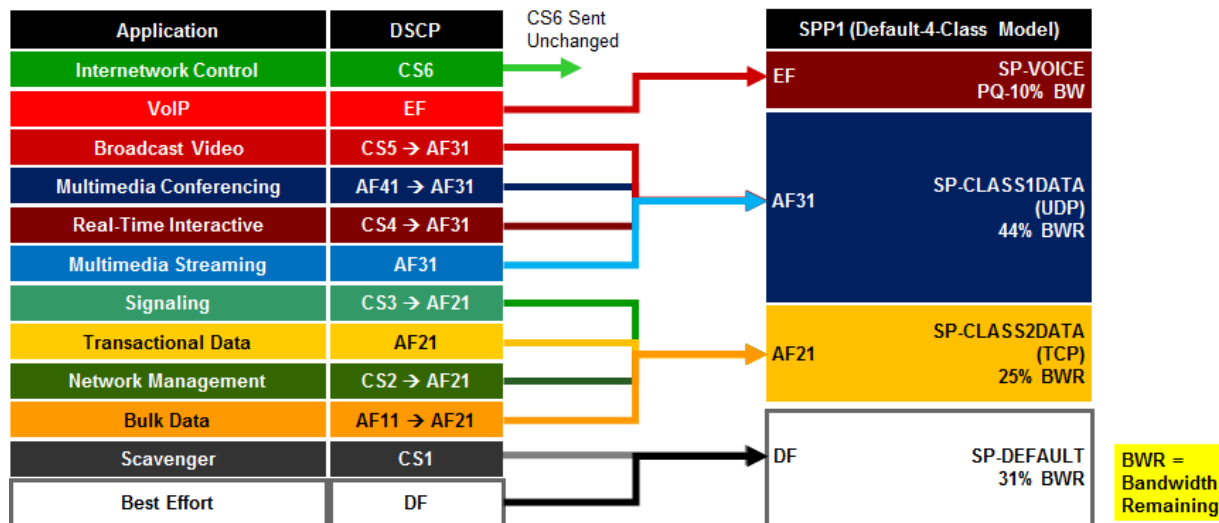 Application
DSCP
CS6 Sent
Unchanged
SPP1 (Default-4-Class Model)
Internetwork Control
CS6
VoIP
EF
Broadcast Video
CS5 → AF31
Multimedia Conferencing
AF41 → AF31
Real-Time Interactive
CS4 → AF31
Multimedia Streaming
AF31
Signaling
CS3 → AF21
Transactional Data
AF21
Network Management
CS2 → AF21
Bulk Data
AF11 → AF21
Scavenger
CS1
Best Effort
DF
EF
SP-VOICE
PQ-10% BW
AF31
SP-CLASS1DATA
(UDP)
44% BWR
AF21
SP-CLASS2DATA
(TCP)
25% BWR
DF
SP-DEFAULT
31% BWR
BWR =
Bandwidth
Remaining